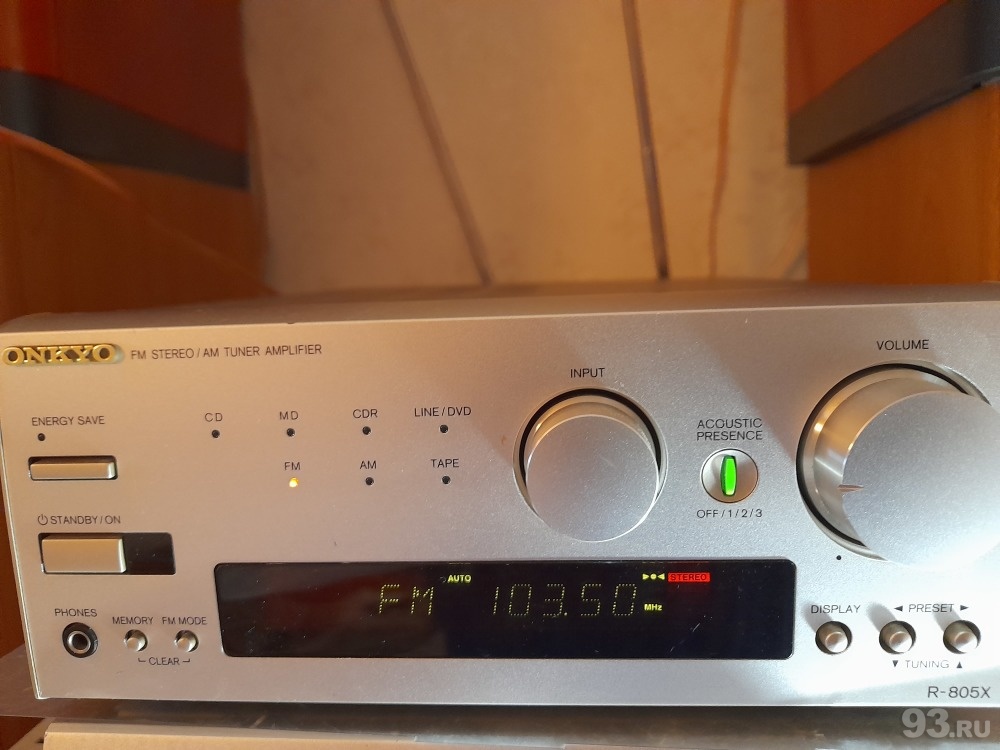 ONKYO FM STEREO / AM TUNER AMPLIFIER
VOLUME
INPUT
ENERGY SAVE
CD MD CDR LINE / DVD
ACOUSTIC
PRESENCE
FM AM TAPE
OFF / 1 / 2 / 3
STANDBY / ON
AUTO STEREO
FM 103.50 MHz
PHONES
MEMORY FM MODE
CLEAR
DISPLAY ◄ PRESET ►
▼ TUNING ▲
R-805X
93.RU